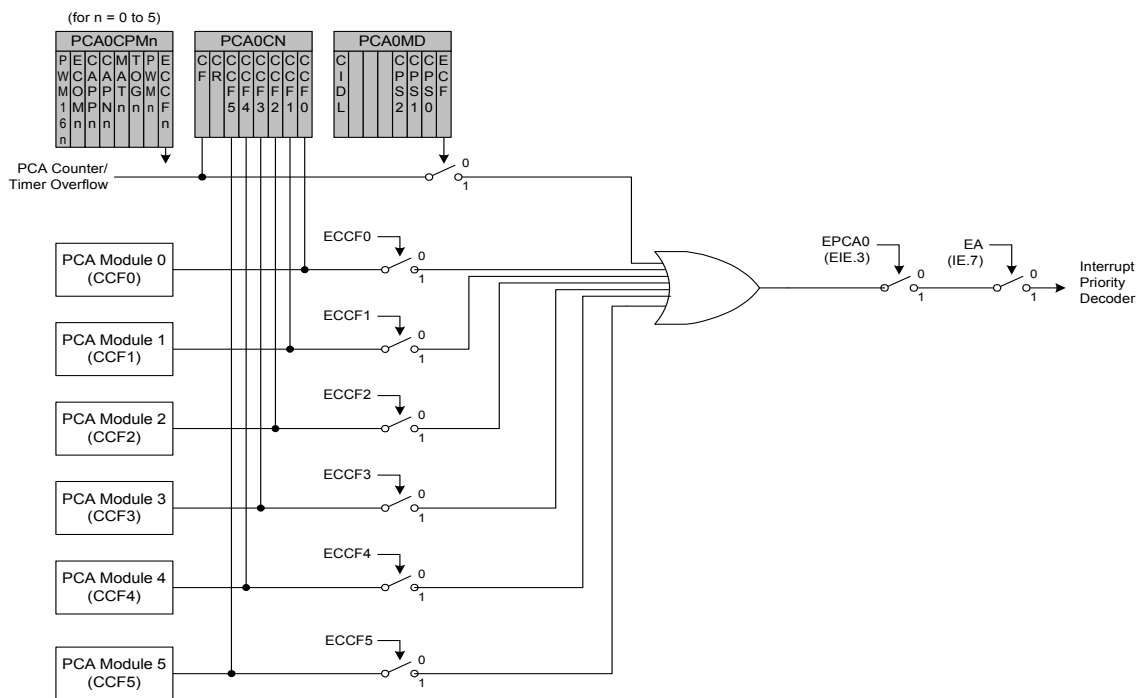 (for n = 0 to 5)
PCA0CPMn
PWM16n
ECOMn
CAPPn
CAPNn
MATn
TOGn
PWMn
ECCFn
PCA0CN
CF
CR
CCF5
CCF4
CCF3
CCF2
CCF1
CCF0
PCA0MD
CIDL
CPS2
CPS1
CPS0
ECF
PCA Counter/
Timer Overflow
0
1
PCA Module 0
(CCF0)
ECCF0
0
1
PCA Module 1
(CCF1)
ECCF1
0
1
PCA Module 2
(CCF2)
ECCF2
0
1
PCA Module 3
(CCF3)
ECCF3
0
1
PCA Module 4
(CCF4)
ECCF4
0
1
PCA Module 5
(CCF5)
ECCF5
0
1
EPCA0
(EIE.3)
0
1
EA
(IE.7)
0
1
Interrupt
Priority
Decoder